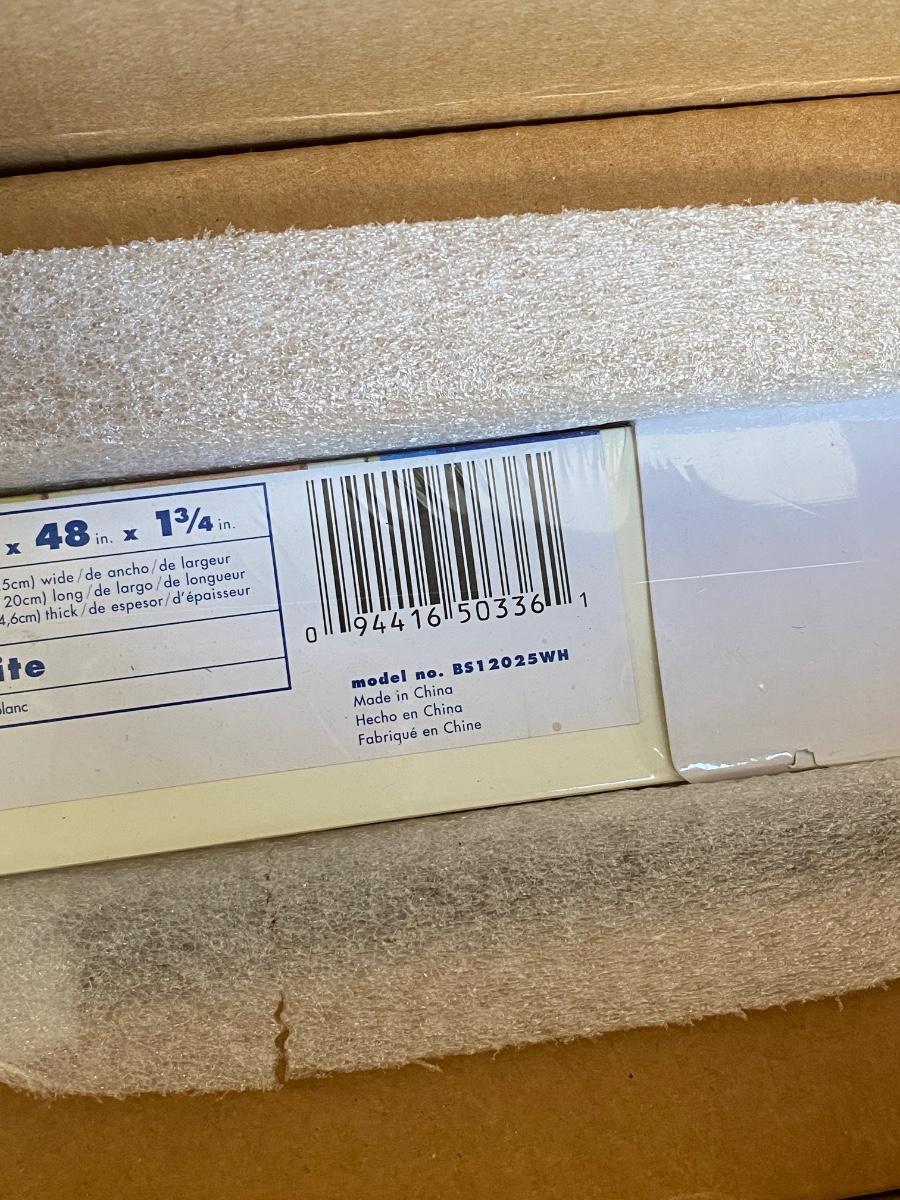 x 48 in. x 1 3/4 in.
5cm) wide/de ancho/de largeur
20cm) long/de largo/de longueur
4,6cm) thick/de espesor/d'épaisseur
ite
blanc
0 94416 50336 1
model no. BS12025WH
Made in China
Hecho en China
Fabriqué en Chine